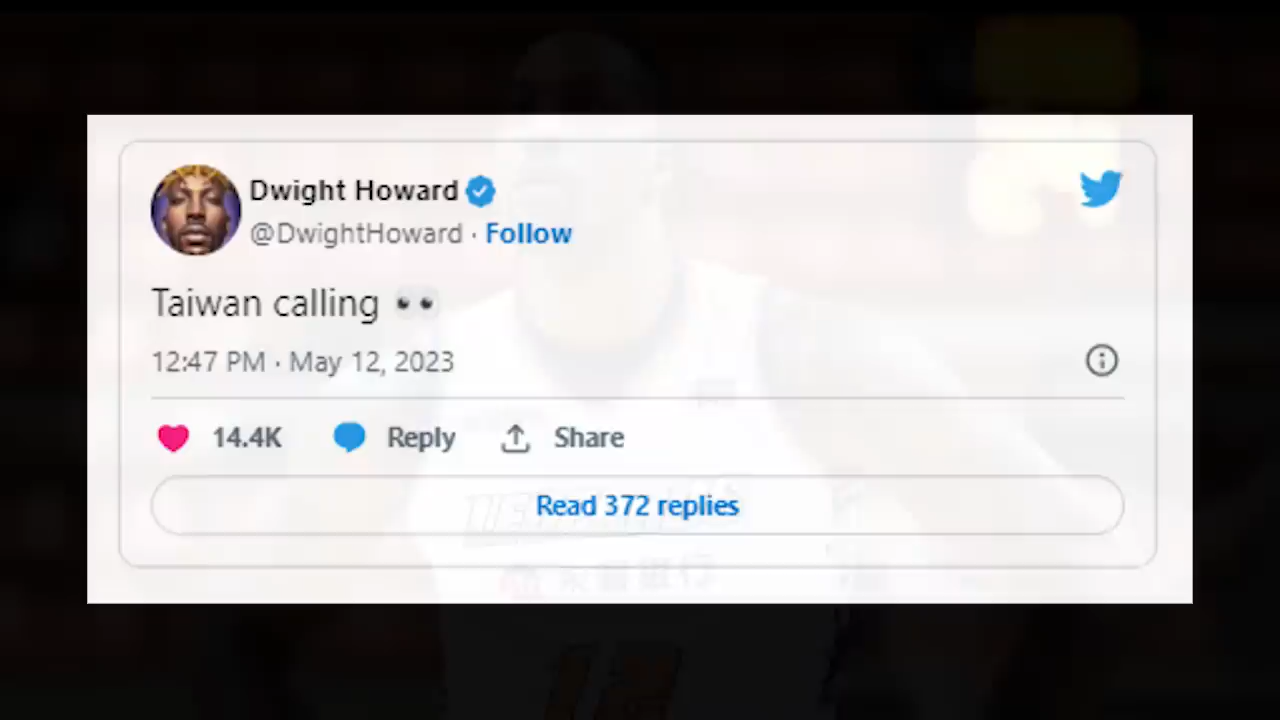 Dwight Howard
@DwightHoward · Follow
Taiwan calling 👀
12:47 PM · May 12, 2023
14.4K Reply Share
Read 372 replies